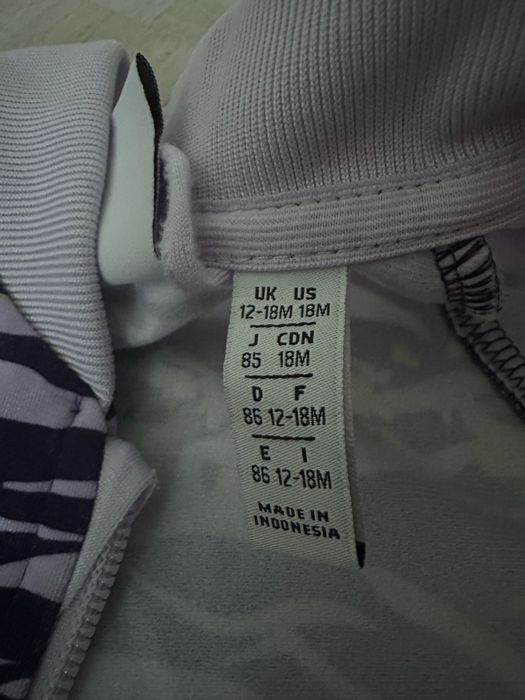 UK US
12-18M 18M
J CDN
85 18M
D F
86 12-18M
E I
86 12-18M
MADE IN
INDONESIA